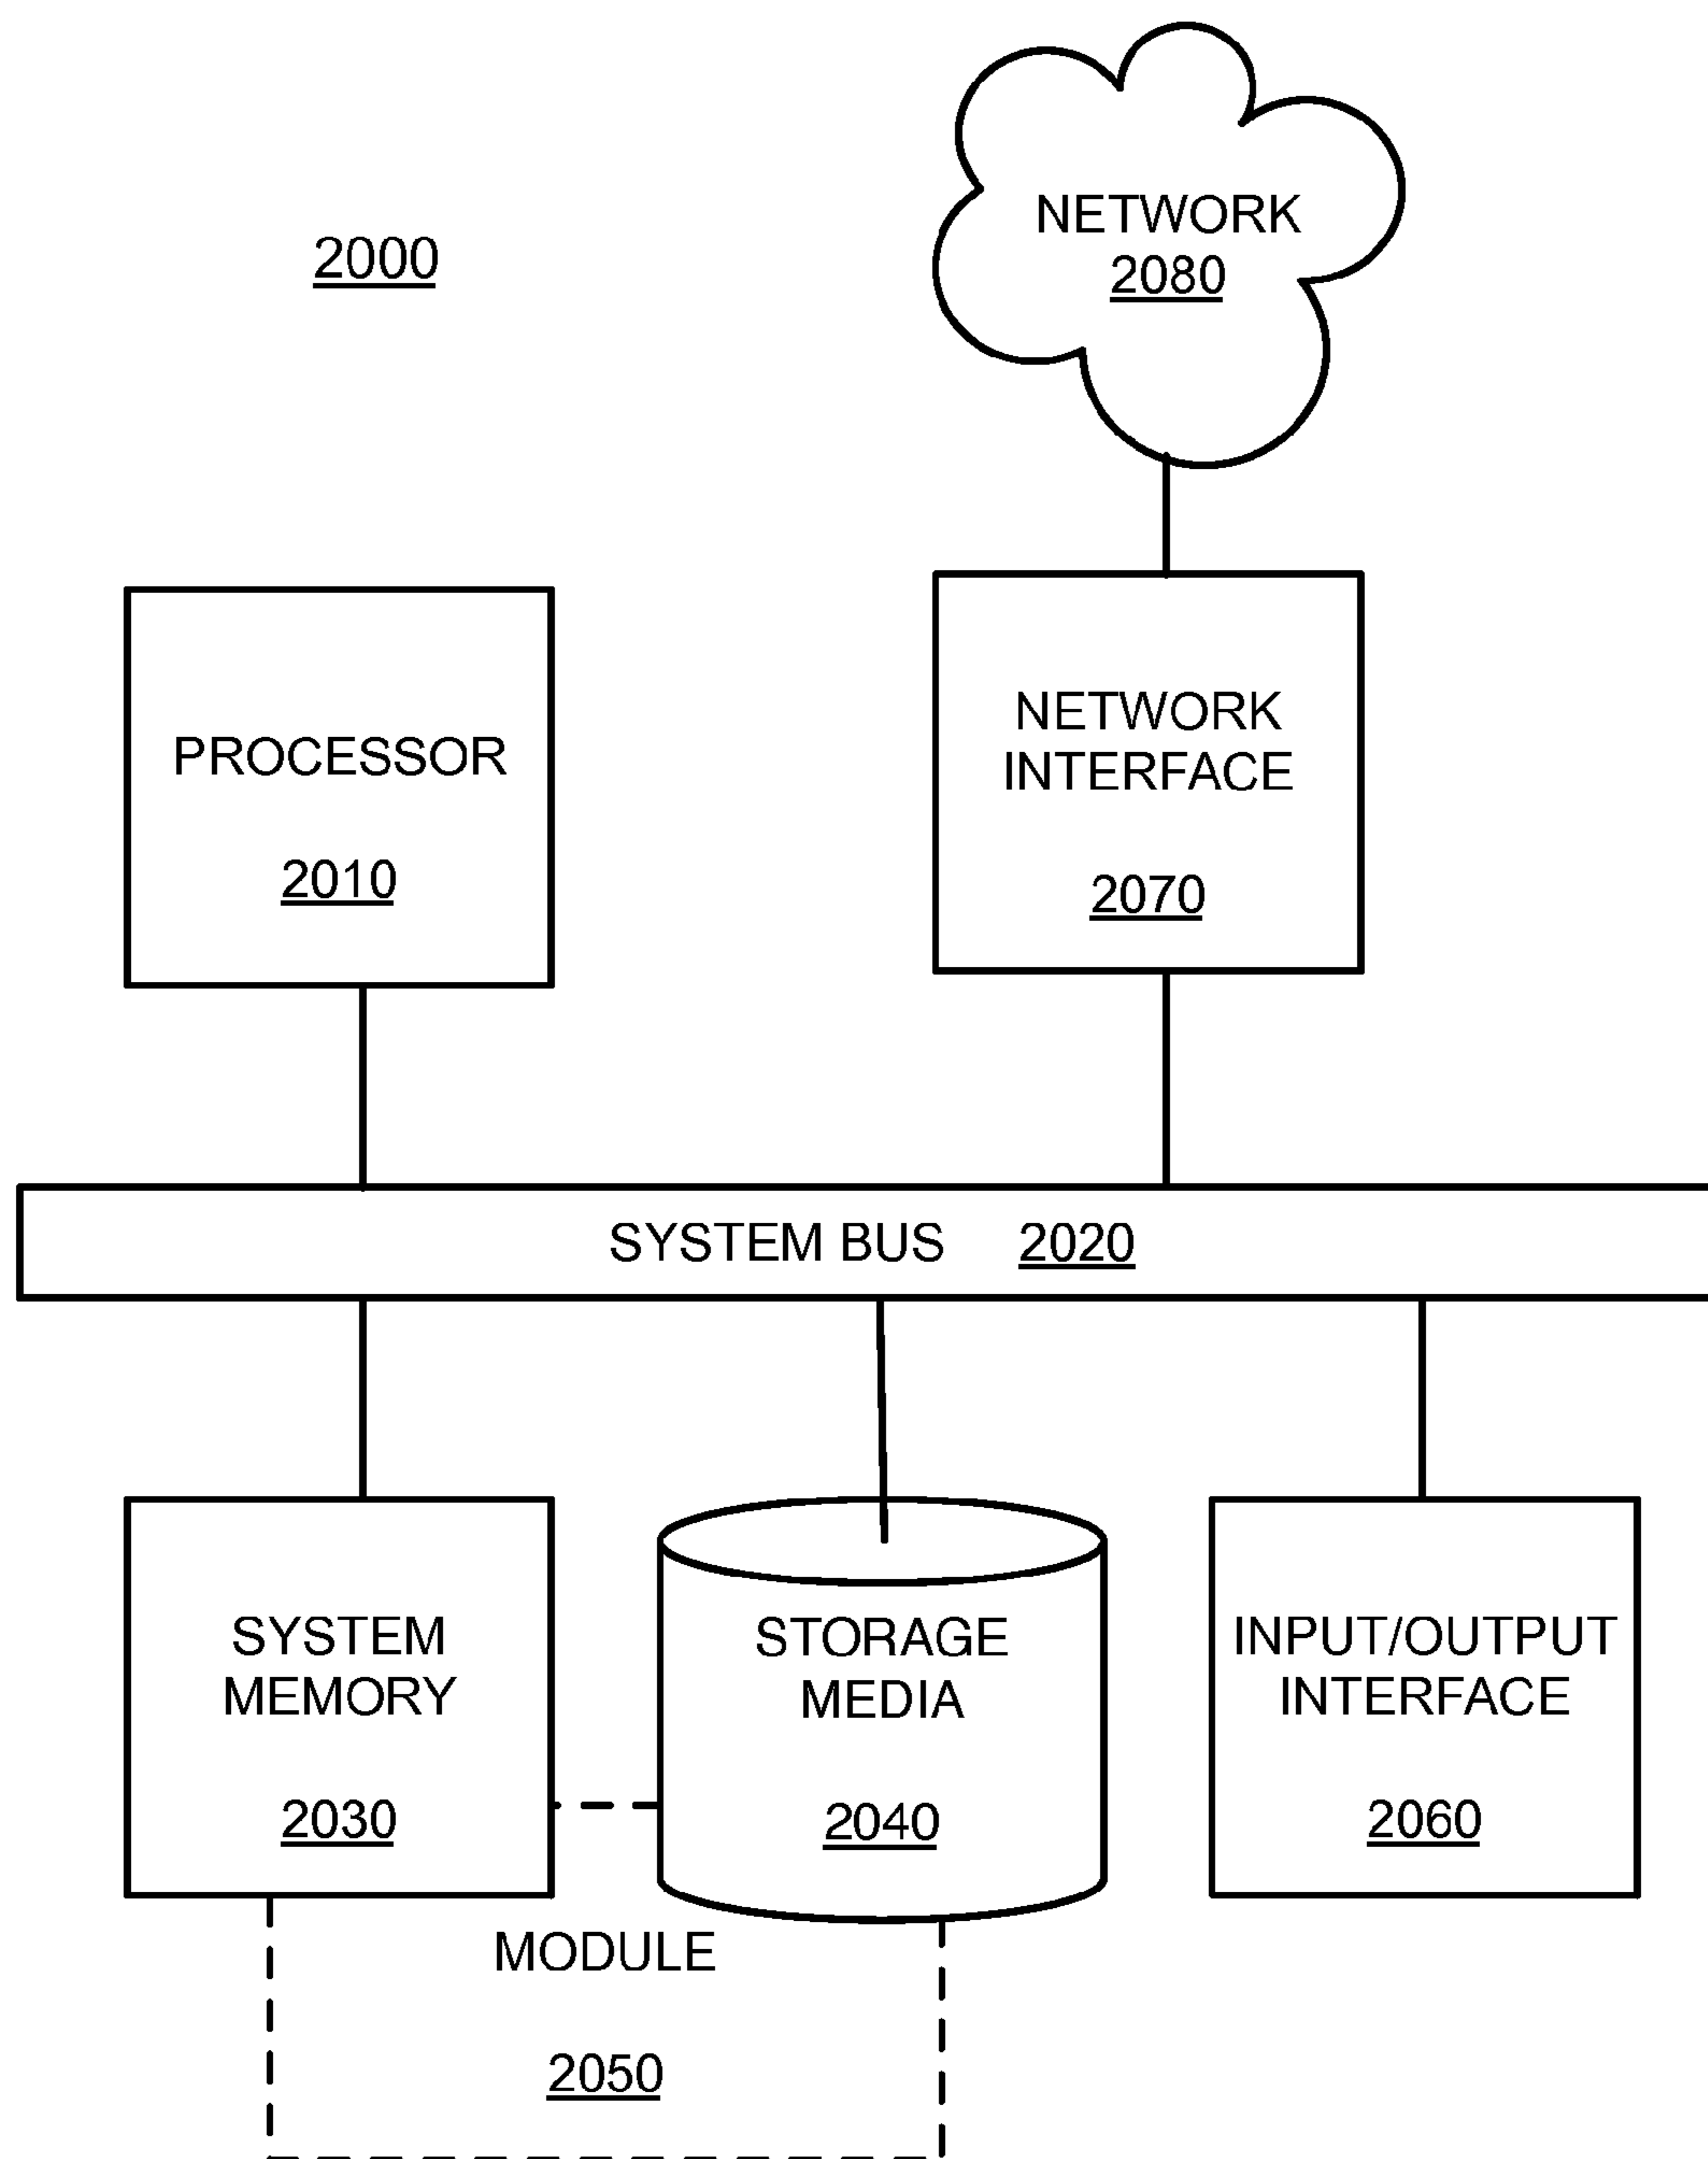 NETWORK
2080
2000
PROCESSOR
2010
NETWORK
INTERFACE
2070
SYSTEM BUS 2020
SYSTEM
MEMORY
2030
STORAGE
MEDIA
2040
INPUT/OUTPUT
INTERFACE
2060
MODULE
2050